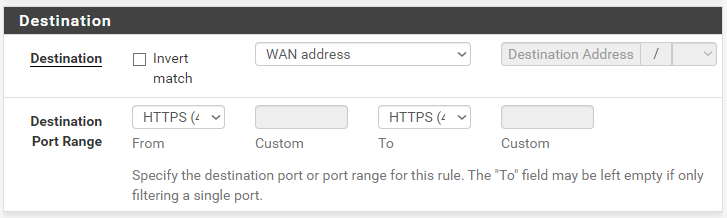 Destination
Destination
Invert
match
WAN address
Destination Address
/
Destination
Port Range
HTTPS (4
HTTPS (4
From
Custom
To
Custom
Specify the destination port or port range for this rule. The "To" field may be left empty if only
filtering a single port.